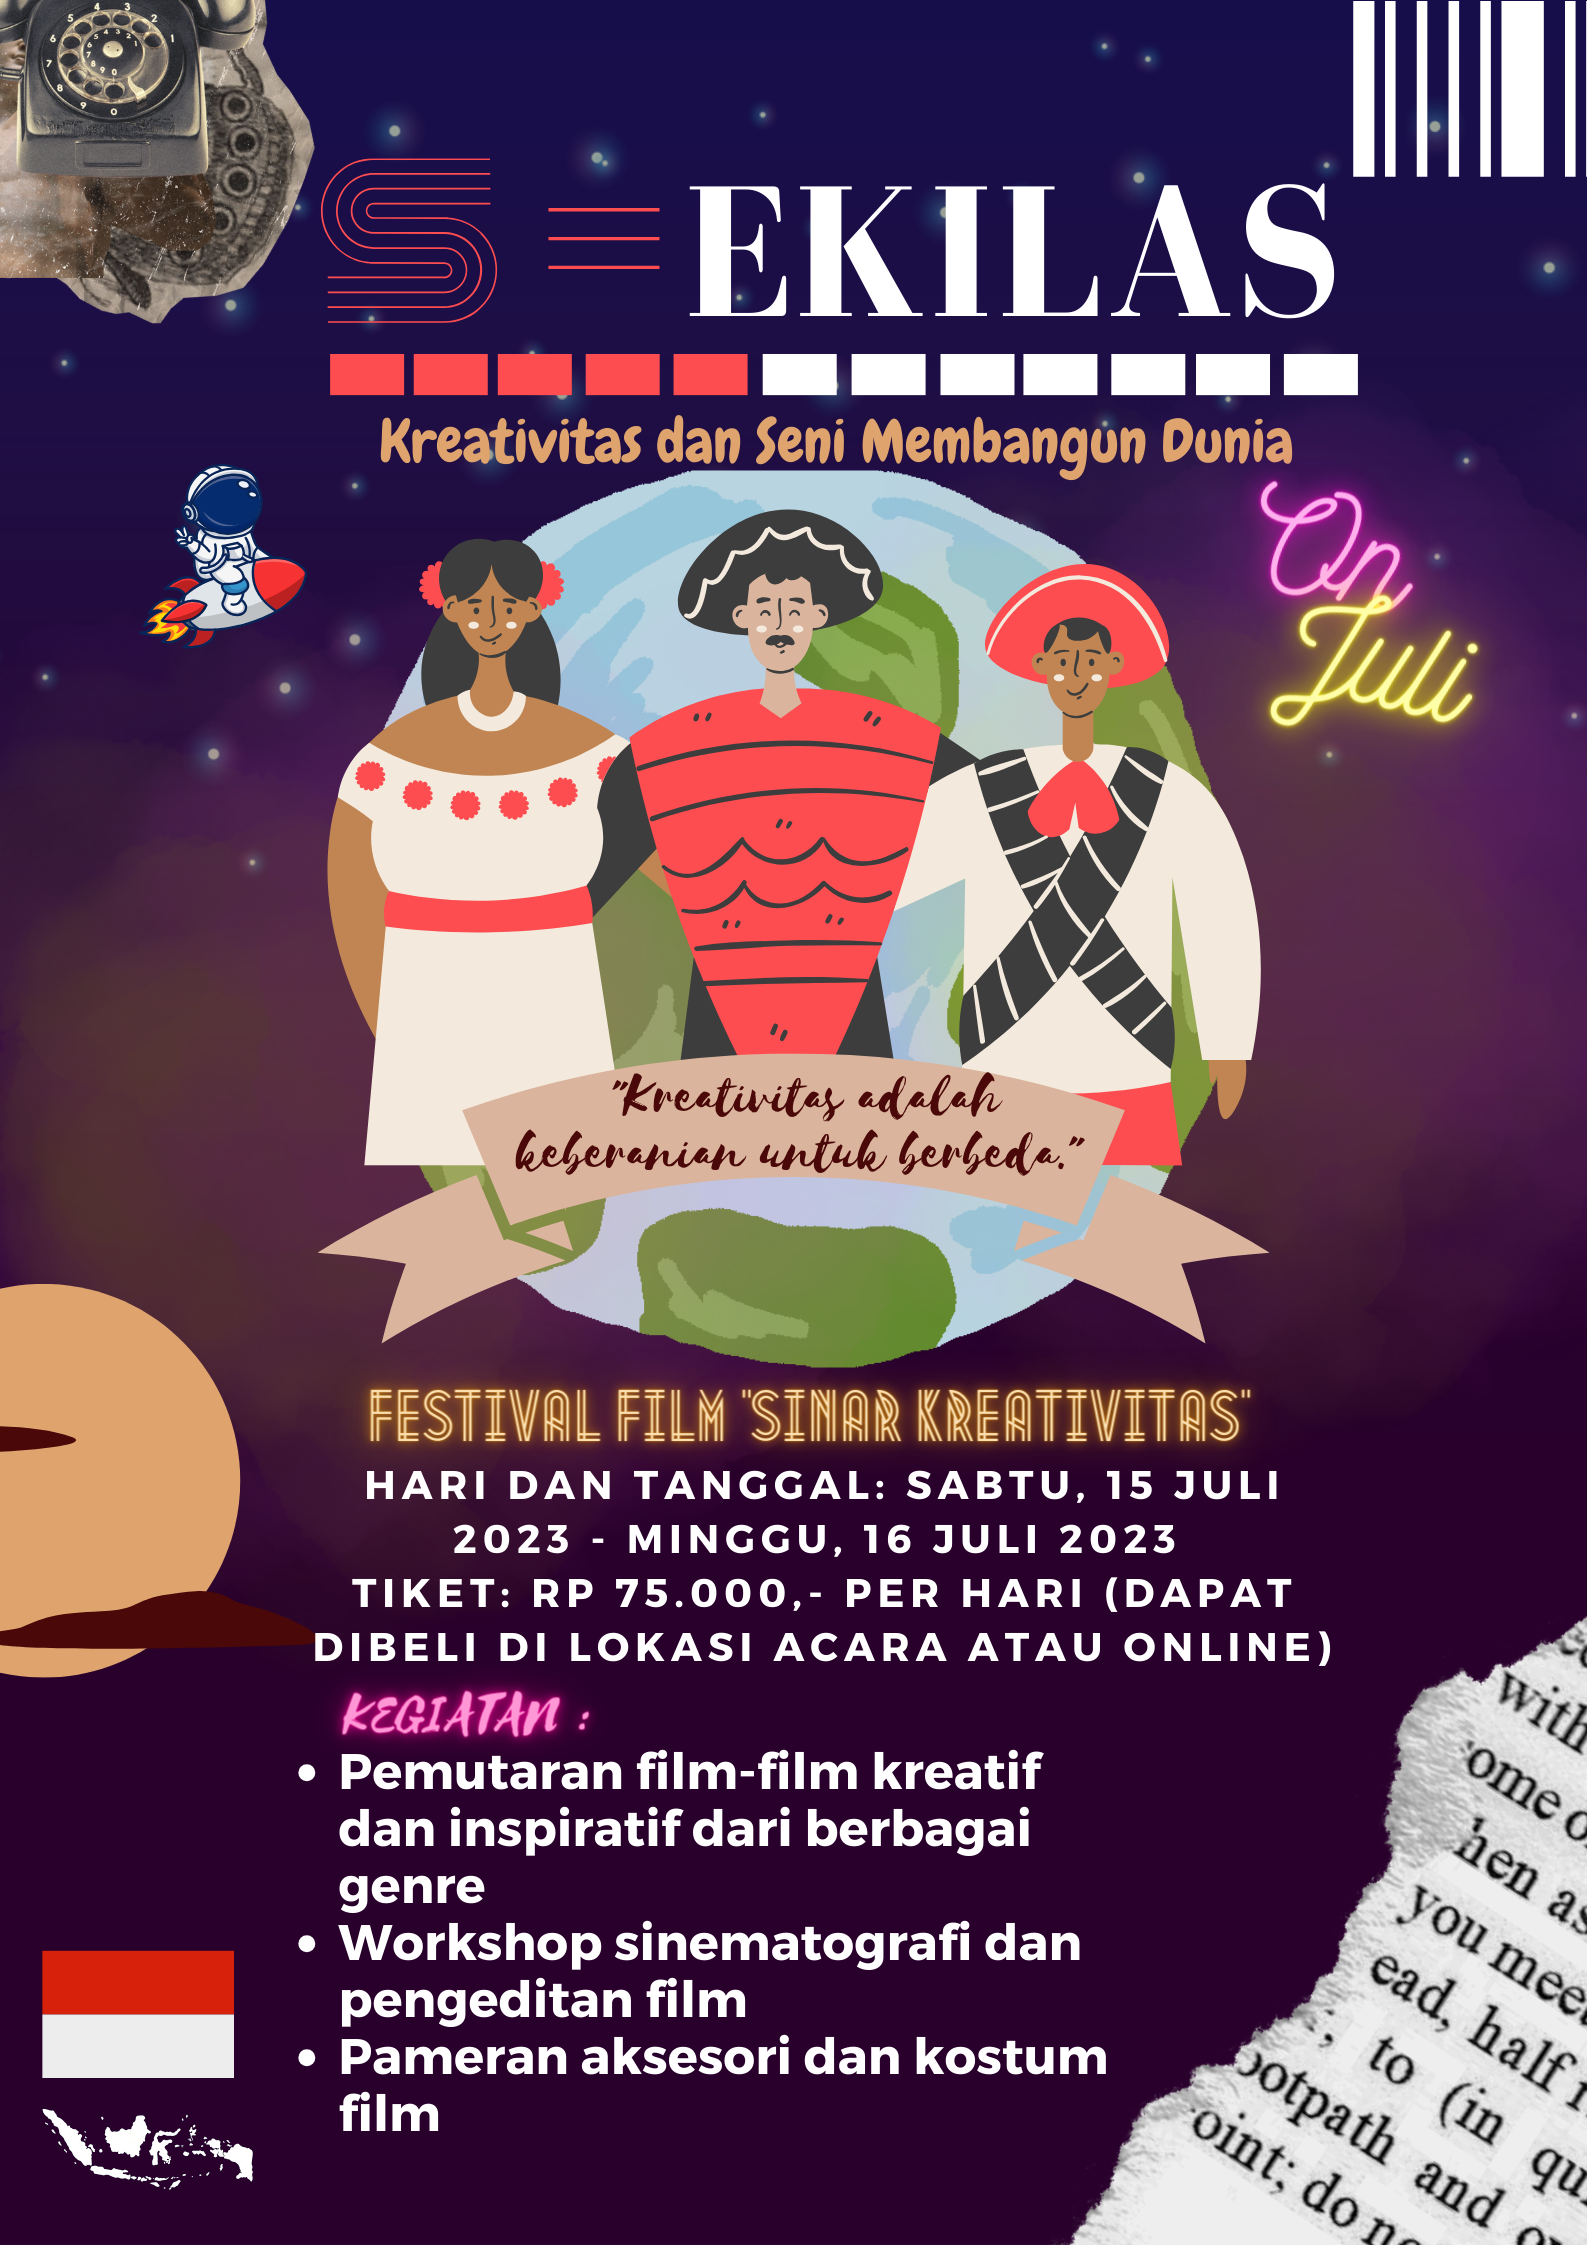 S EKILAS
Kreativitas dan Seni Membangun Dunia
On
Juli
"Kreativitas adalah
keberanian untuk berbeda."
FESTIVAL FILM "SINAR KREATIVITAS"
HARI DAN TANGGAL: SABTU, 15 JULI
2023 - MINGGU, 16 JULI 2023
TIKET: RP 75.000,- PER HARI (DAPAT
DIBELI DI LOKASI ACARA ATAU ONLINE)
KEGIATAN :
• Pemutaran film-film kreatif
dan inspiratif dari berbagai
genre
• Workshop sinematografi dan
pengeditan film
• Pameran aksesori dan kostum
film
with
ome
hen as
you meet
ead, half
; to (in
ootpath and
oint; do